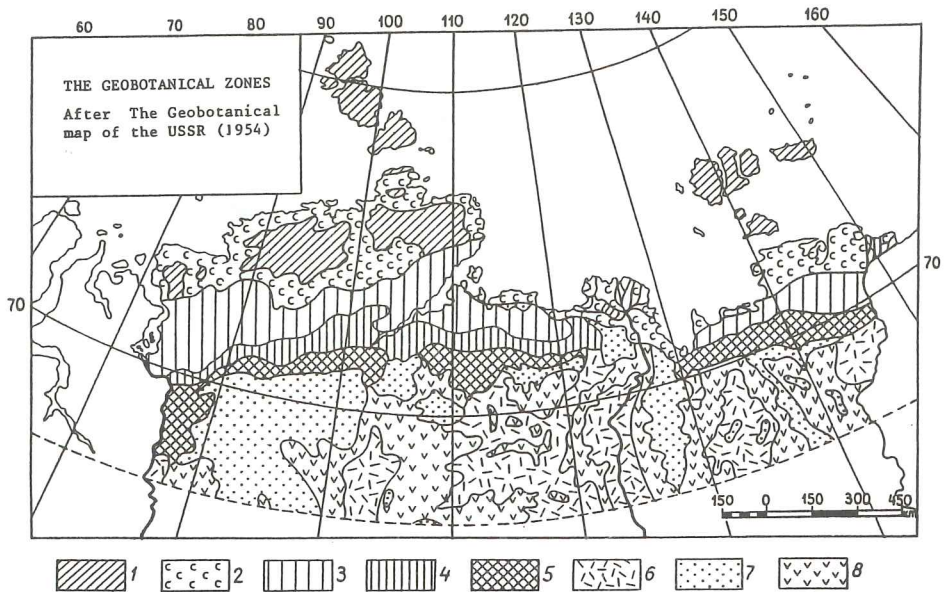 60 70 80 90 100 110 120 130 140 150 160
THE GEOBOTANICAL ZONES
After The Geobotanical
map of the USSR (1954)
70
70
150 0 150 300 450
km
1 2 3 4 5 6 7 8